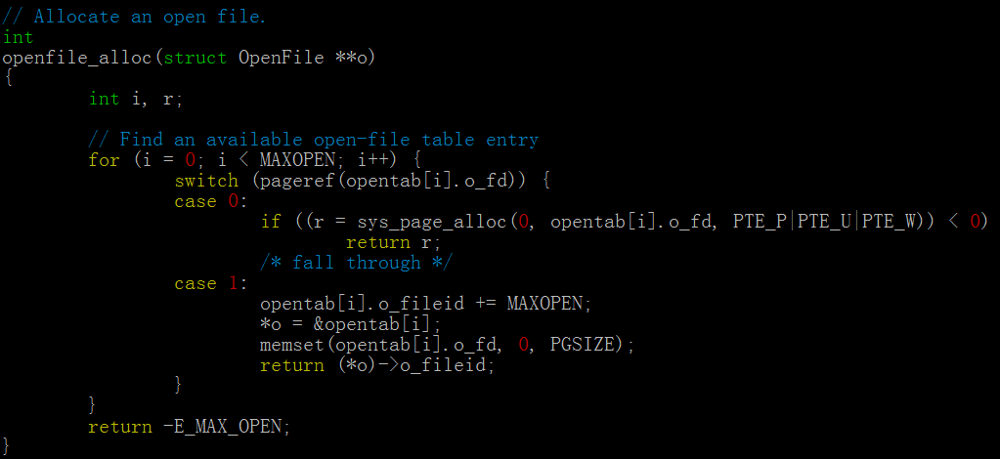 // Allocate an open file.
int
openfile_alloc(struct OpenFile **o)
{
        int i, r;

        // Find an available open-file table entry
        for (i = 0; i < MAXOPEN; i++) {
                switch (pageref(opentab[i].o_fd)) {
                case 0:
                        if ((r = sys_page_alloc(0, opentab[i].o_fd, PTE_P|PTE_U|PTE_W)) < 0)
                                return r;
                        /* fall through */
                case 1:
                        opentab[i].o_fileid += MAXOPEN;
                        *o = &opentab[i];
                        memset(opentab[i].o_fd, 0, PGSIZE);
                        return (*o)->o_fileid;
                }
        }
        return -E_MAX_OPEN;
}